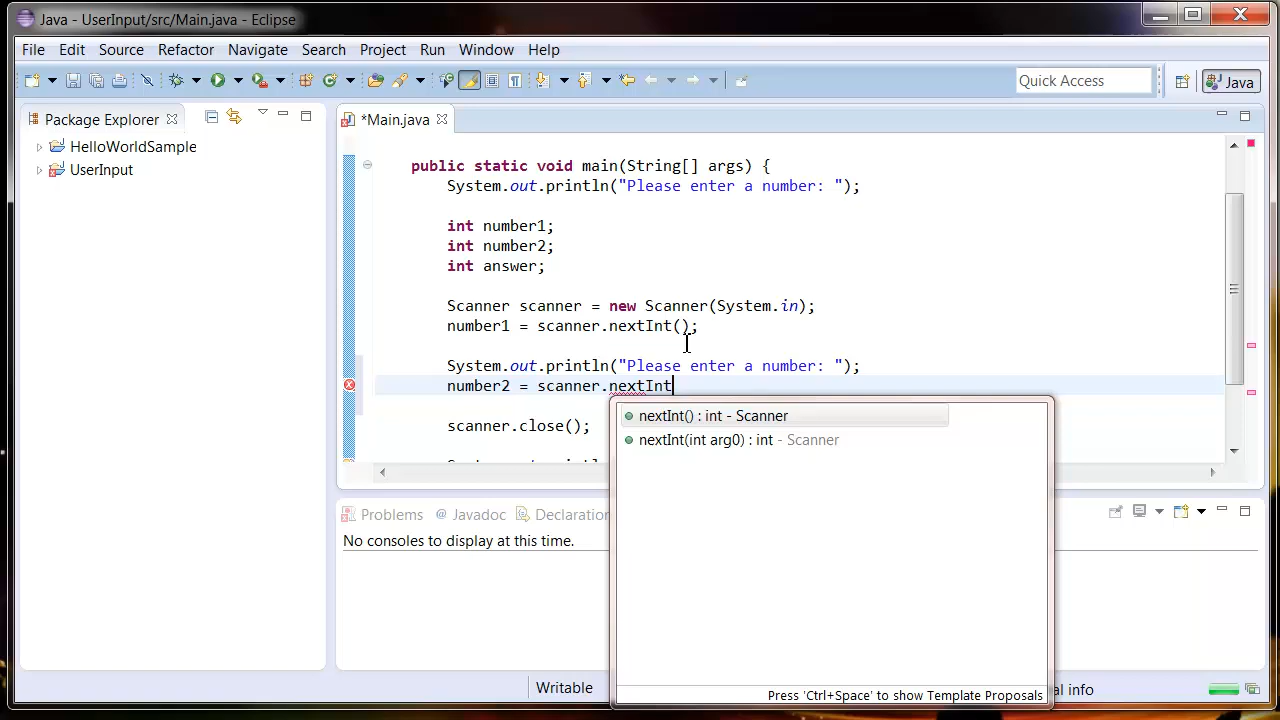 Java - UserInput/src/Main.java - Eclipse
File Edit Source Refactor Navigate Search Project Run Window Help
Quick Access Java
Package Explorer
HelloWorldSample
UserInput
*Main.java
public static void main(String[] args) {
System.out.println("Please enter a number: ");
int number1;
int number2;
int answer;
Scanner scanner = new Scanner(System.in);
number1 = scanner.nextInt();
System.out.println("Please enter a number: ");
number2 = scanner.nextInt
nextInt() : int - Scanner
nextInt(int arg0) : int - Scanner
Press 'Ctrl+Space' to show Template Proposals
scanner.close();
Problems @ Javadoc Declaration
No consoles to display at this time.
Writable
info